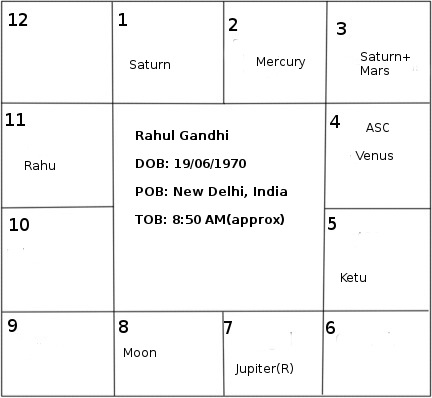 12
1
2
3
Saturn
Mercury
Saturn+
Mars
11
Rahu
Rahul Gandhi
DOB: 19/06/1970
POB: New Delhi, India
TOB: 8:50 AM(approx)
4
ASC
Venus
10
5
Ketu
9
8
7
6
Moon
Jupiter(R)